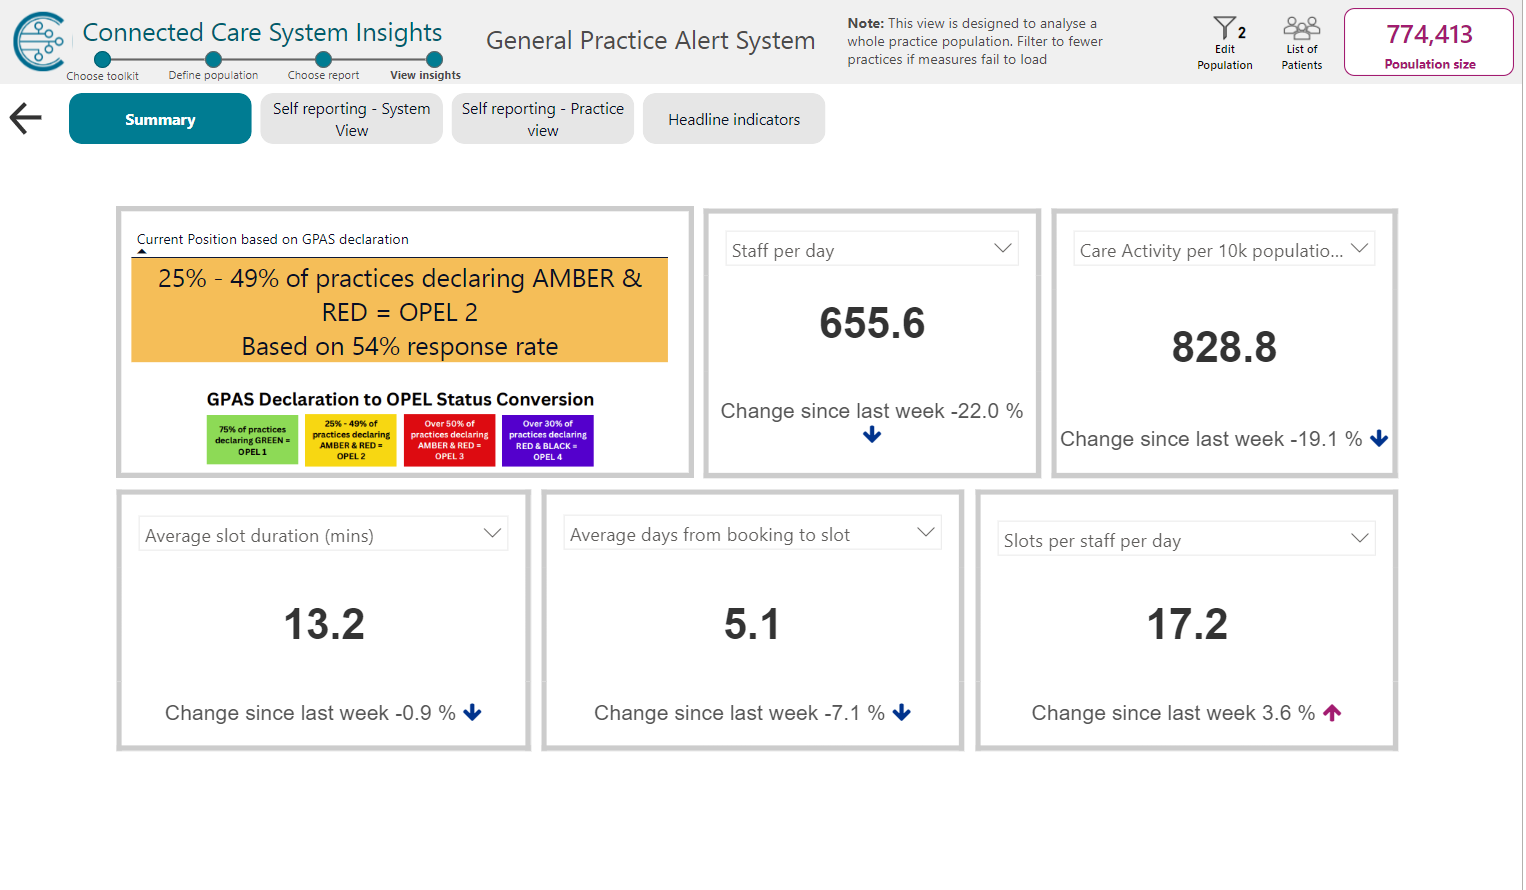 Connected Care System Insights
Choose toolkit
Define population
Choose report
View insights
General Practice Alert System
Note: This view is designed to analyse a
whole practice population. Filter to fewer
practices if measures fail to load
2
Edit
Population
List of
Patients
774,413
Population size
Summary
Self reporting - System
View
Self reporting - Practice
view
Headline indicators
Current Position based on GPAS declaration
25% - 49% of practices declaring AMBER &
RED = OPEL 2
Based on 54% response rate
GPAS Declaration to OPEL Status Conversion
75% of practices
declaring GREEN =
OPEL 1
25% - 49% of
practices declaring
AMBER & RED =
OPEL 2
Over 50% of
practices declaring
AMBER & RED =
OPEL 3
Over 30% of
practices declaring
RED & BLACK =
OPEL 4
Staff per day
655.6
Change since last week -22.0 %
Care Activity per 10k populatio...
828.8
Change since last week -19.1 %
Average slot duration (mins)
13.2
Change since last week -0.9 %
Average days from booking to slot
5.1
Change since last week -7.1 %
Slots per staff per day
17.2
Change since last week 3.6 %